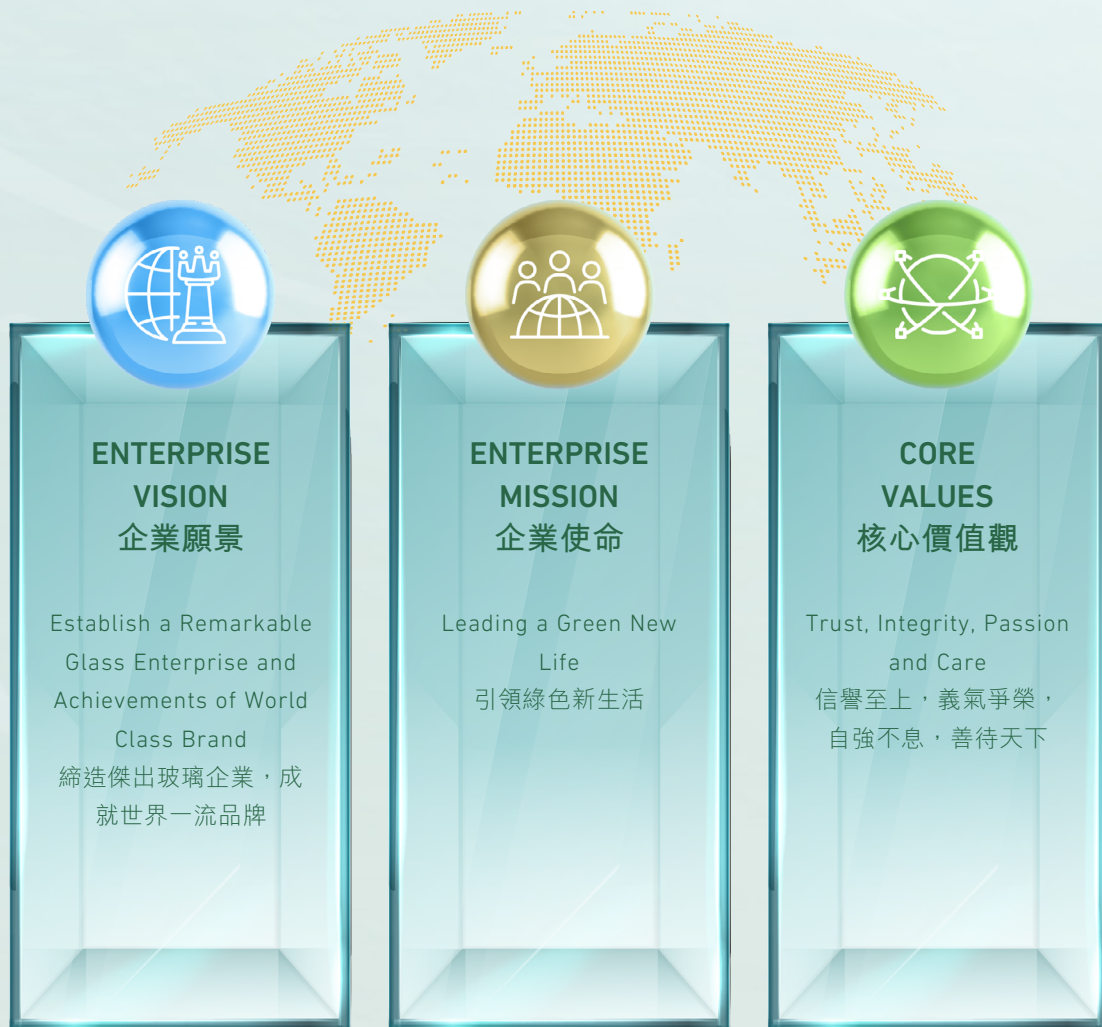 ENTERPRISE
VISION
企業願景
Establish a Remarkable
Glass Enterprise and
Achievements of World
Class Brand
締造傑出玻璃企業，成
就世界一流品牌
ENTERPRISE
MISSION
企業使命
Leading a Green New
Life
引領綠色新生活
CORE
VALUES
核心價值觀
Trust, Integrity, Passion
and Care
信譽至上，義氣爭榮，
自強不息，善待天下